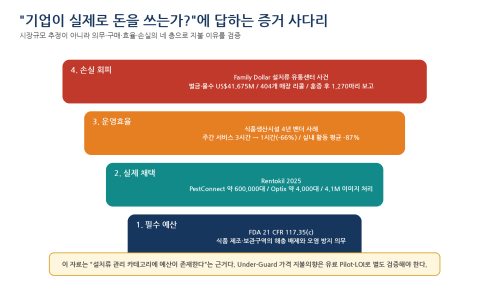 "기업이 실제로 돈을 쓰는가?"에 답하는 증거 사다리
시장규모 추정이 아니라 의무·구매·효율·손실의 네 층으로 지불 이유를 검증
4. 손실 회피
Family Dollar 설치류 유통센터 사건
벌금·몰수 US$41,675M / 404개 매장 리콜 / 훈증 후 1,270마리 보고
3. 운영효율
식품생산시설 4년 벤더 사례
주간 서비스 3시간 → 1시간(-66%) / 실내 활동 평균 -87%
2. 실제 채택
Rentokil 2025
PestConnect 약 600,000대 / Optix 약 4,000대 / 4.1M 이미지 처리
1. 필수 예산
FDA 21 CFR 117.35(c)
식품 제조·보관구역의 해충 배제와 오염 방지 의무
이 자료는 "설치류 관리 카테고리에 예산이 존재한다"는 근거다. Under-Guard 가격 지불의향은 유료 Pilot·LOI로 별도 검증해야 한다.